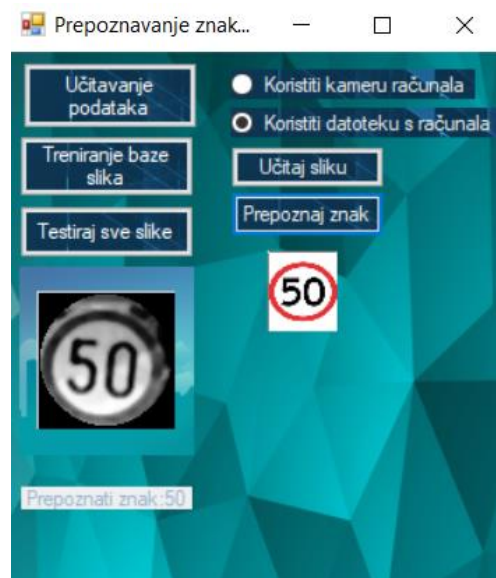 Prepoznavanje znak...
Učitavanje
podataka
Treniranje baze
slika
Testiraj sve slike
50
Prepoznati znak:50
Koristiti kameru računala
Koristiti datoteku s računala
Učitaj sliku
Prepoznaj znak
50